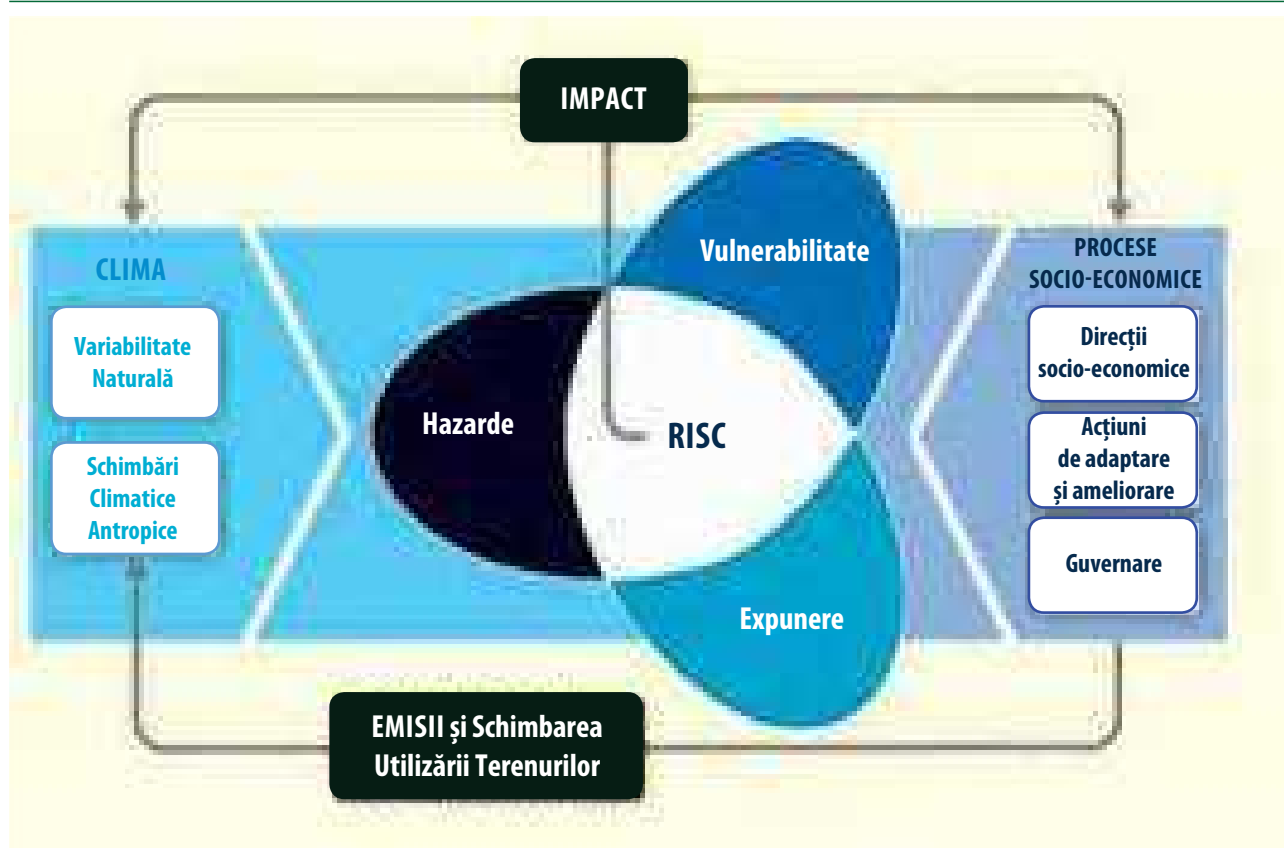 IMPACT
CLIMA
Variabilitate
Naturală
Schimbări
Climatice
Antropice
Hazarde
Vulnerabilitate
RISC
Expunere
PROCESE
SOCIO-ECONOMICE
Direcții
socio-economice
Acțiuni
de adaptare
și ameliorare
Guvernare
EMISII și Schimbarea
Utilizării Terenurilor